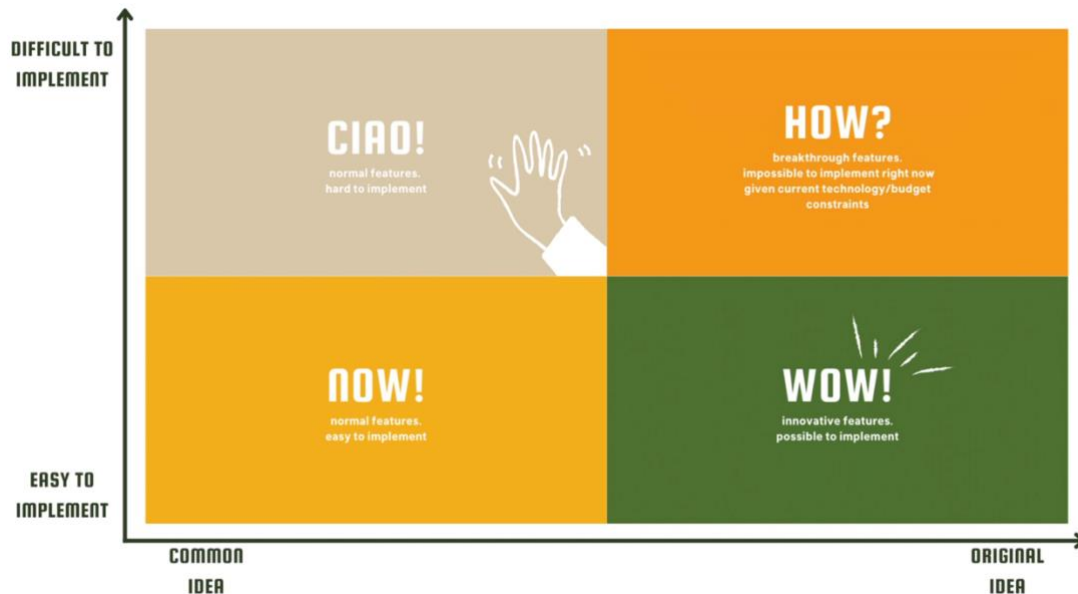 DIFFICULT TO
IMPLEMENT
CIAO!
normal features.
hard to implement
HOW?
breakthrough features.
impossible to implement right now
given current technology/budget
constraints
NOW!
normal features.
easy to implement
WOW!
innovative features.
possible to implement
EASY TO
IMPLEMENT
COMMON
IDEA
ORIGINAL
IDEA